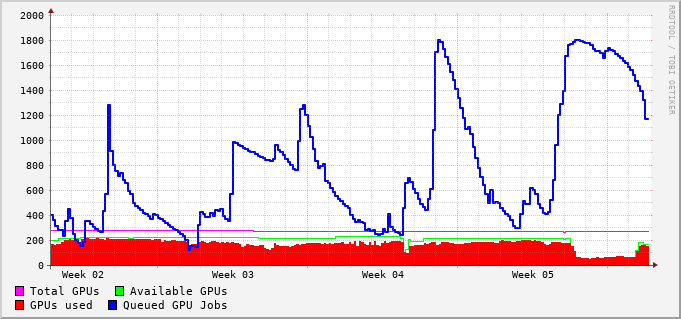 RRDTOOL / TOBI OETIKER
2000
1800
1600
1400
1200
1000
800
600
400
200
0
Week 02 Week 03 Week 04 Week 05
Total GPUs Available GPUs
GPUs used Queued GPU Jobs